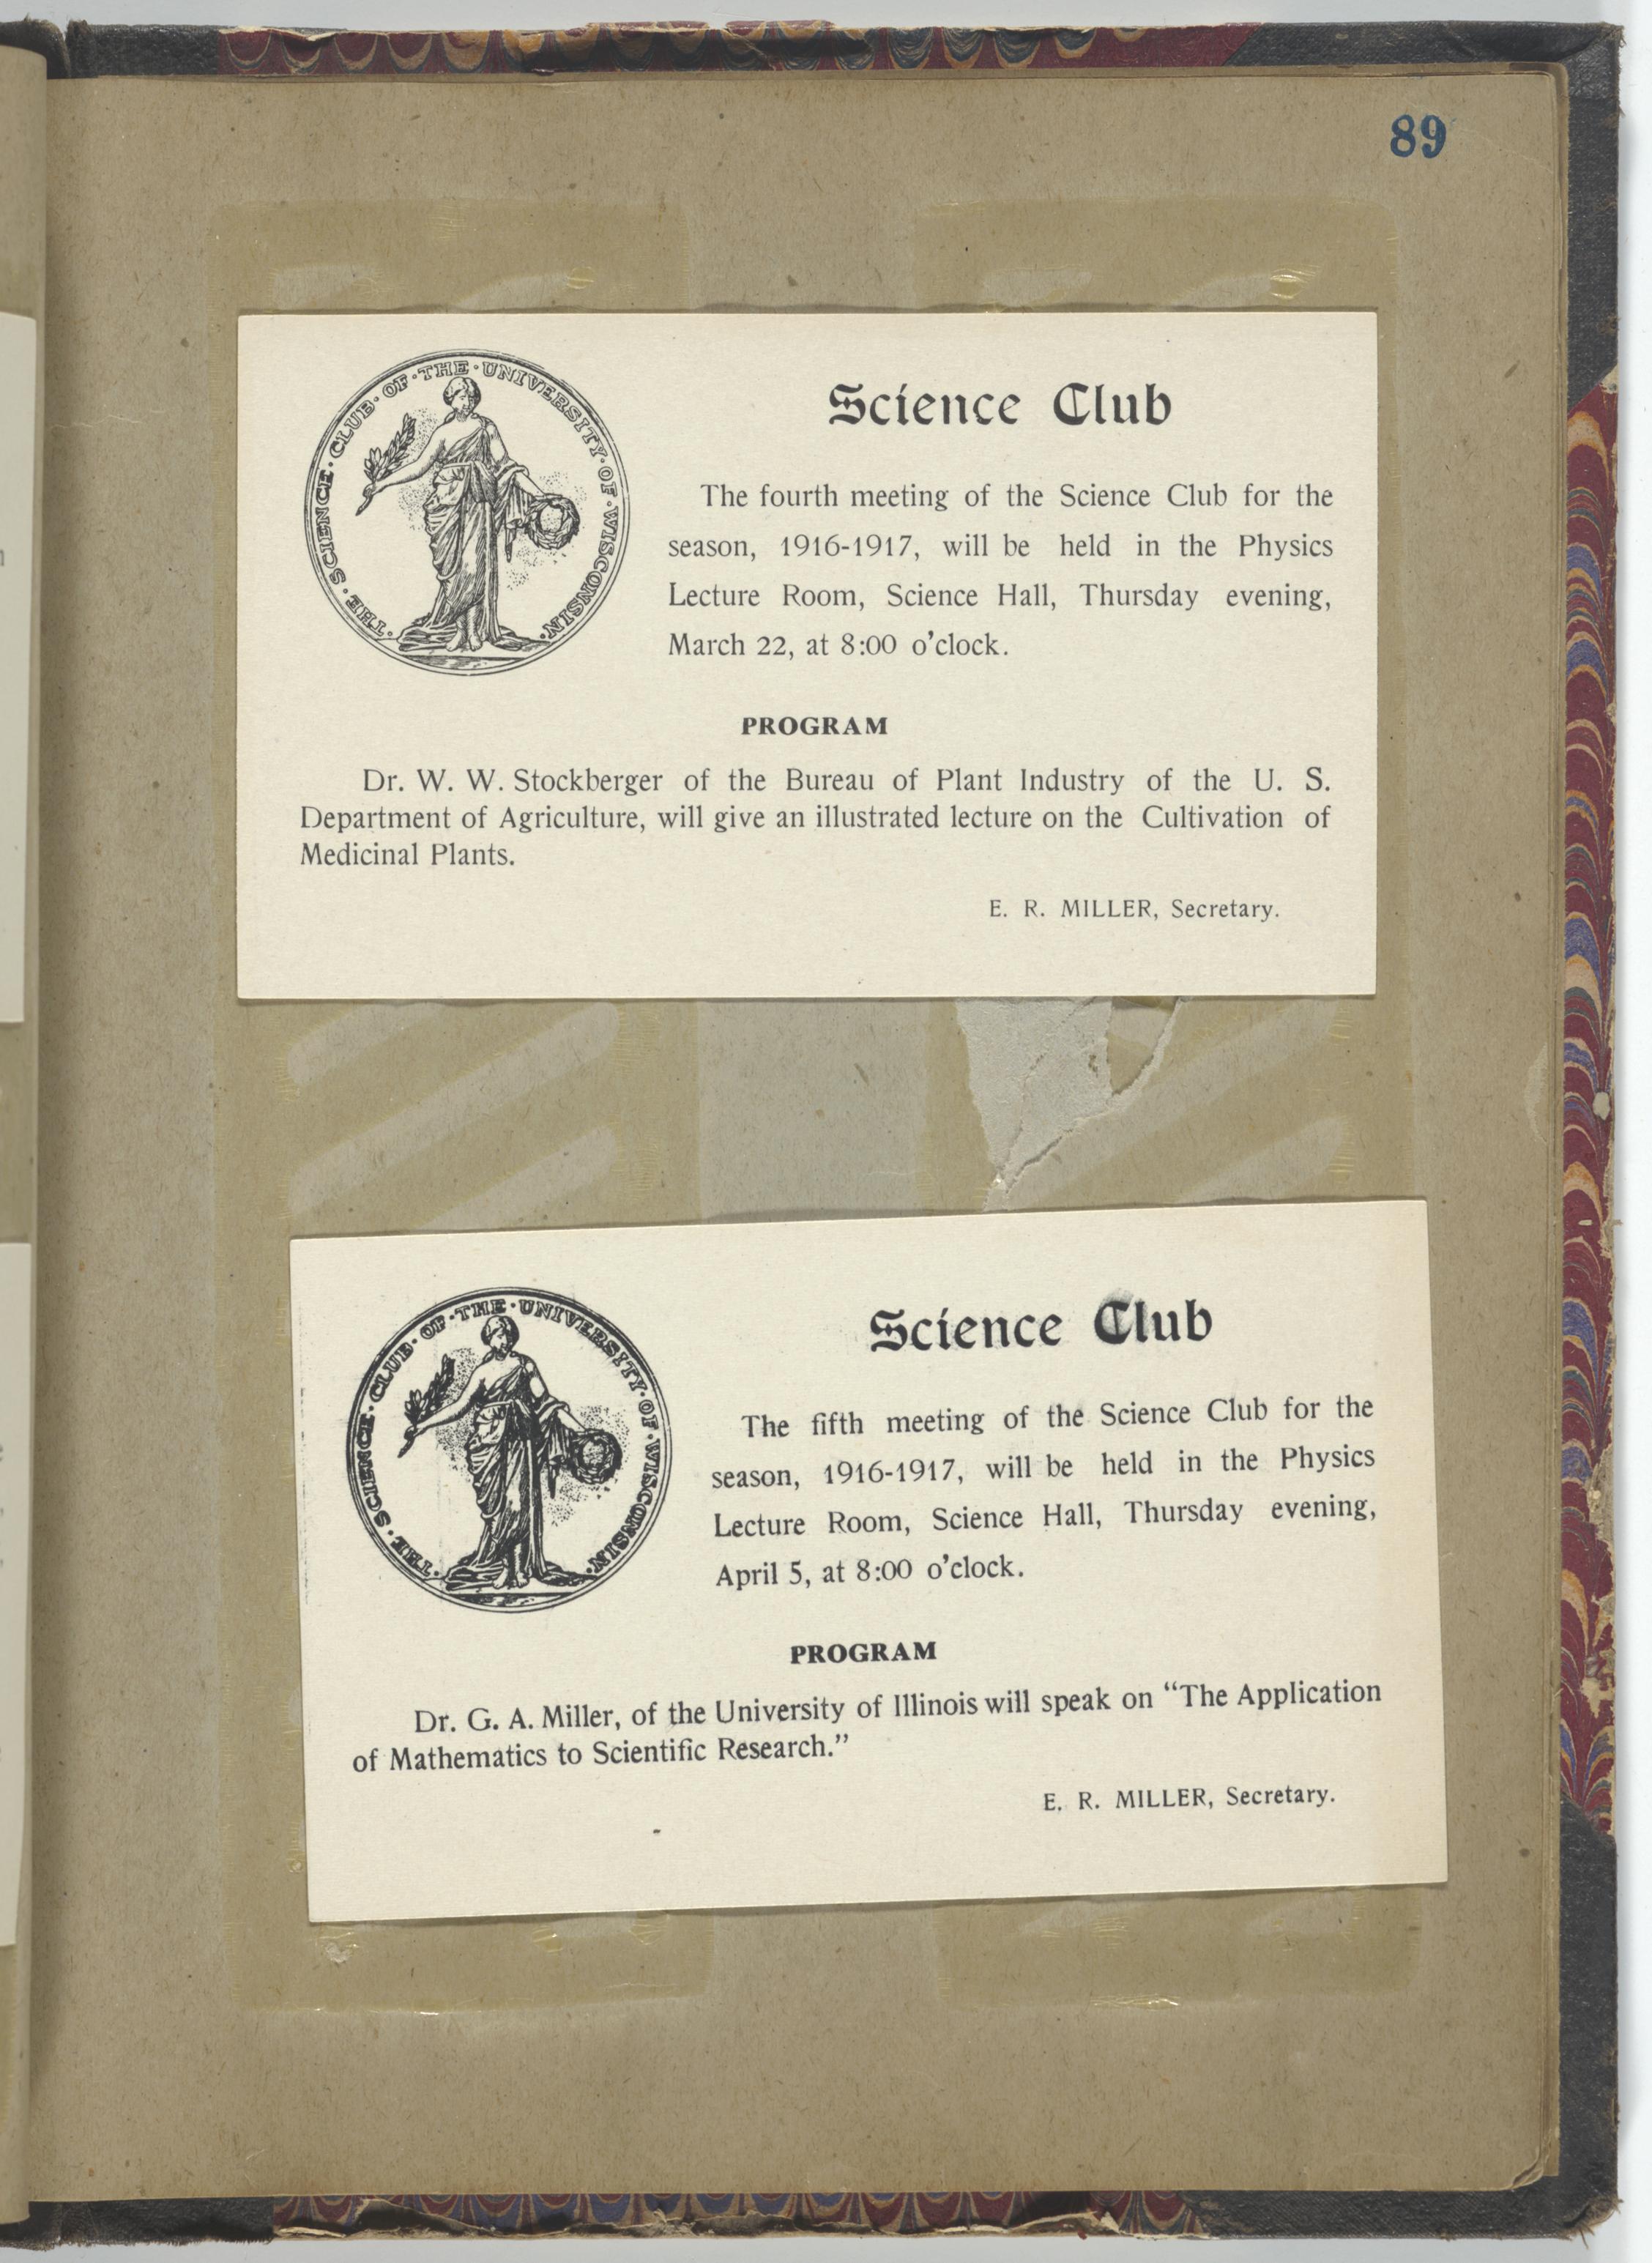 89
THE · SCIENCE · CLUB · OF · THE · UNIVERSITY · OF · WISCONSIN ·
Science Club
The fourth meeting of the Science Club for the
season, 1916-1917, will be held in the Physics
Lecture Room, Science Hall, Thursday evening,
March 22, at 8:00 o'clock.
PROGRAM
Dr. W. W. Stockberger of the Bureau of Plant Industry of the U. S.
Department of Agriculture, will give an illustrated lecture on the Cultivation of
Medicinal Plants.
E. R. MILLER, Secretary.
THE · SCIENCE · CLUB · OF · THE · UNIVERSITY · OF · WISCONSIN ·
Science Club
The fifth meeting of the Science Club for the
season, 1916-1917, will be held in the Physics
Lecture Room, Science Hall, Thursday evening,
April 5, at 8:00 o'clock.
PROGRAM
Dr. G. A. Miller, of the University of Illinois will speak on “The Application
of Mathematics to Scientific Research.”
E. R. MILLER, Secretary.